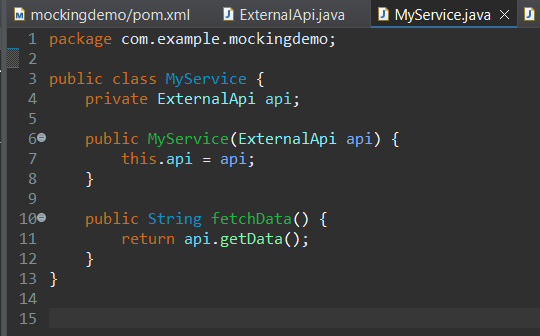 mockingdemo/pom.xml ExternalApi.java MyService.java
1 package com.example.mockingdemo;
2
3 public class MyService {
4     private ExternalApi api;
5
6     public MyService(ExternalApi api) {
7         this.api = api;
8     }
9
10     public String fetchData() {
11         return api.getData();
12     }
13 }
14
15